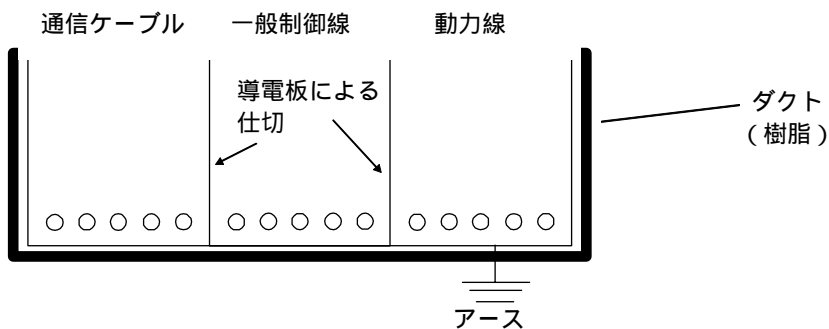 通信ケーブル
一般制御線
動力線
導電板による
仕切
ダクト
(樹脂)
アース